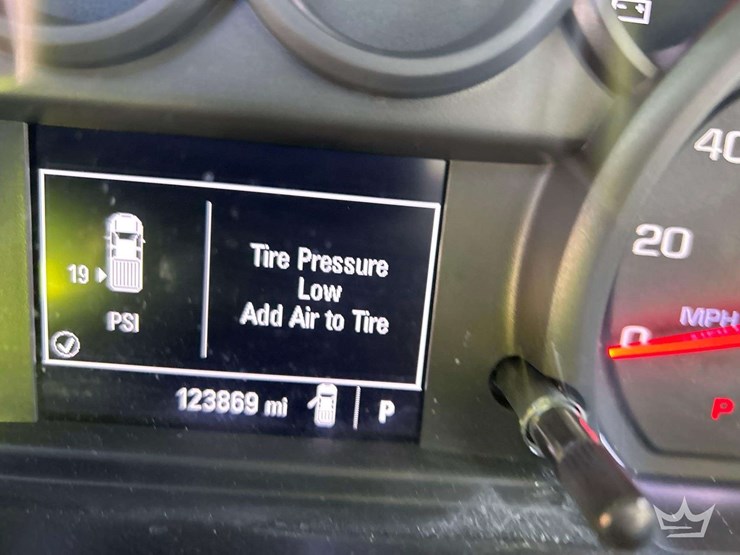 19
PSI
Tire Pressure
Low
Add Air to Tire
123869 mi
P
40
20
0
MPH
P